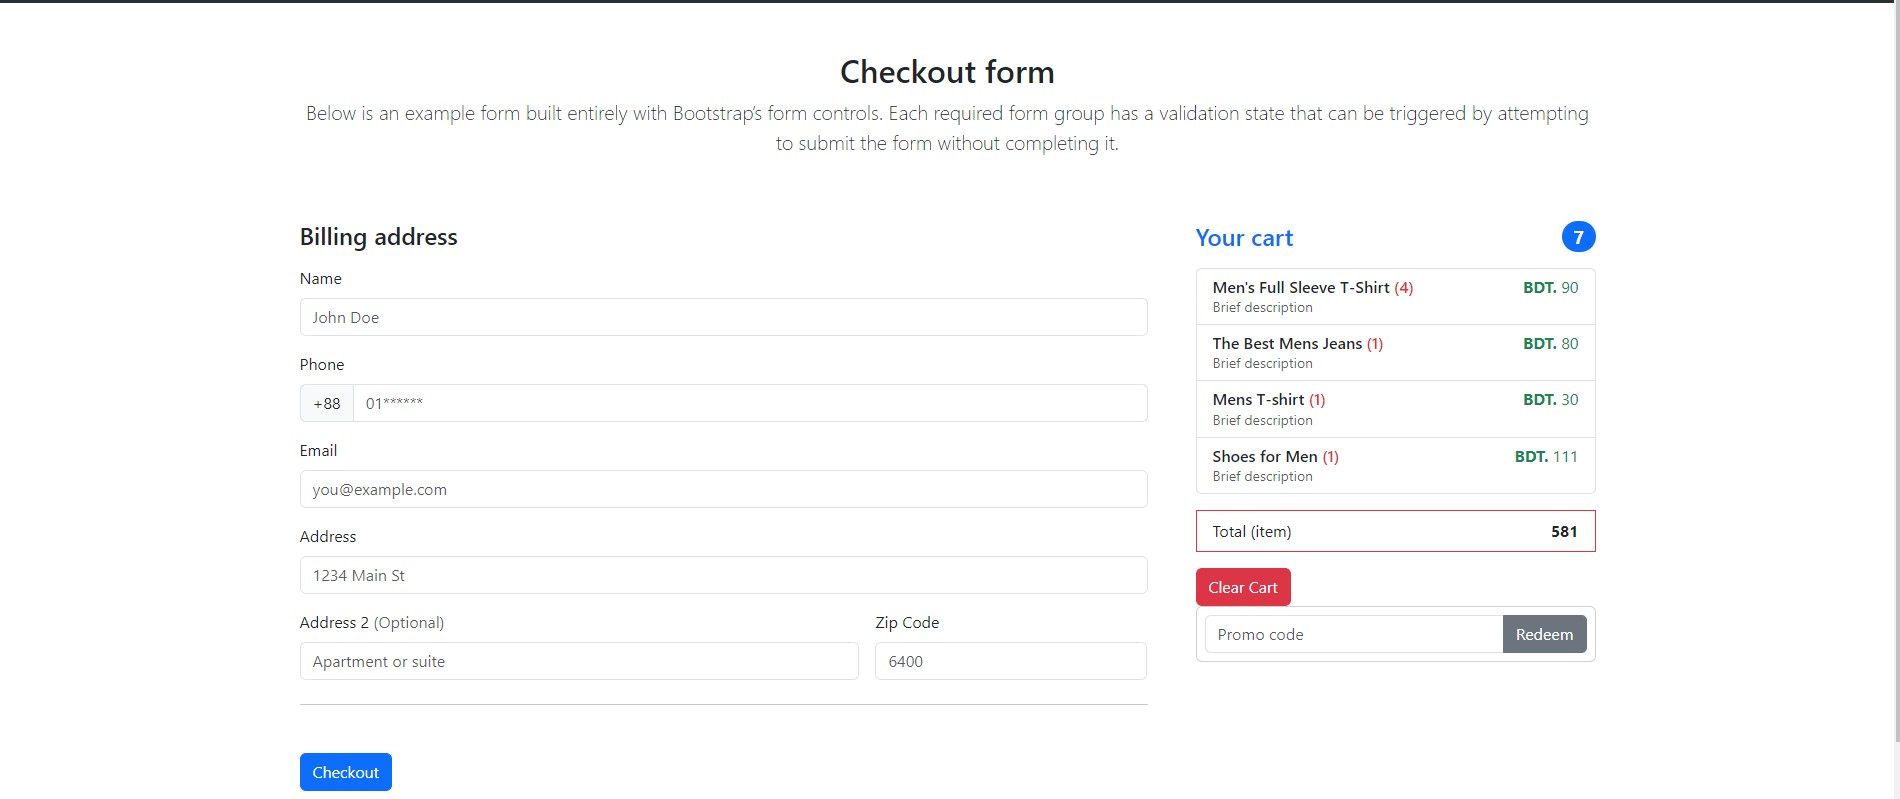 Checkout form
Below is an example form built entirely with Bootstrap’s form controls. Each required form group has a validation state that can be triggered by attempting
to submit the form without completing it.
Billing address
Name
John Doe
Phone
+88 01******
Email
you@example.com
Address
1234 Main St
Address 2 (Optional)
Apartment or suite
Zip Code
6400
Checkout
Your cart 7
Men's Full Sleeve T-Shirt (4) BDT. 90
Brief description
The Best Mens Jeans (1) BDT. 80
Brief description
Mens T-shirt (1) BDT. 30
Brief description
Shoes for Men (1) BDT. 111
Brief description
Total (item) 581
Clear Cart
Promo code Redeem